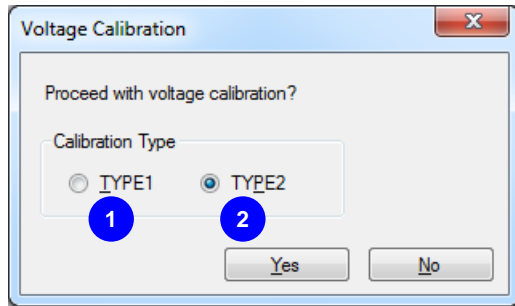 Voltage Calibration
Proceed with voltage calibration?
Calibration Type
TYPE1 TYPE2
1 2
Yes No